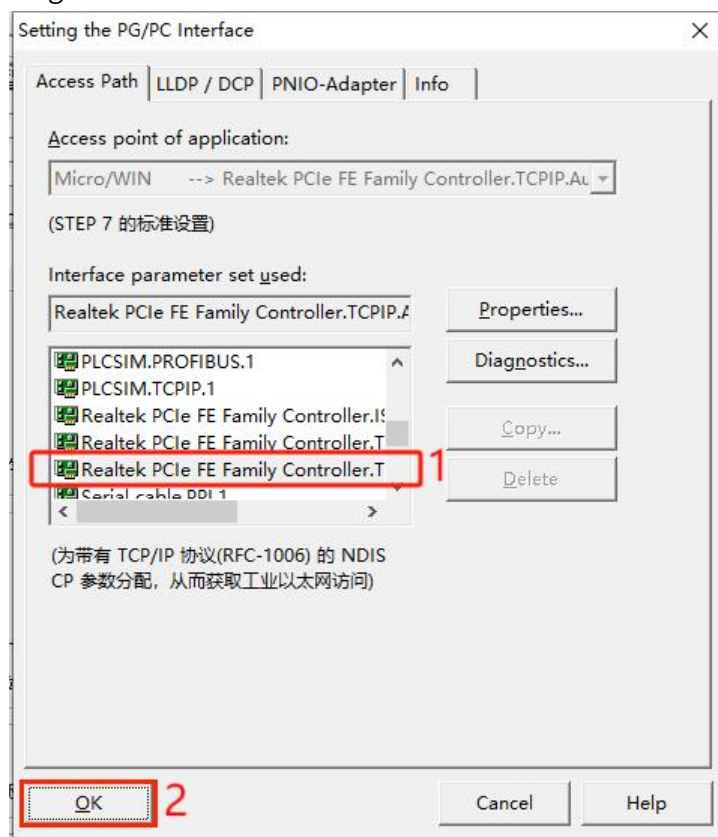 Setting the PG/PC Interface
Access Path LLDP / DCP PNIO-Adapter Info
Access point of application:
Micro/WIN --> Realtek PCIe FE Family Controller.TCPIP.Au
(STEP 7 的标准设置)
Interface parameter set used:
Realtek PCIe FE Family Controller.TCPIP.A
Properties...
PLCSIM.PROFIBUS.1
Diagnostics...
PLCSIM.TCPIP.1
Realtek PCIe FE Family Controller.IS
Copy...
Realtek PCIe FE Family Controller.T
Realtek PCIe FE Family Controller.T 1
Delete
Serial cable.PPI.1
(为带有 TCP/IP 协议(RFC-1006) 的 NDIS
CP 参数分配，从而获取工业以太网访问)
OK 2 Cancel Help